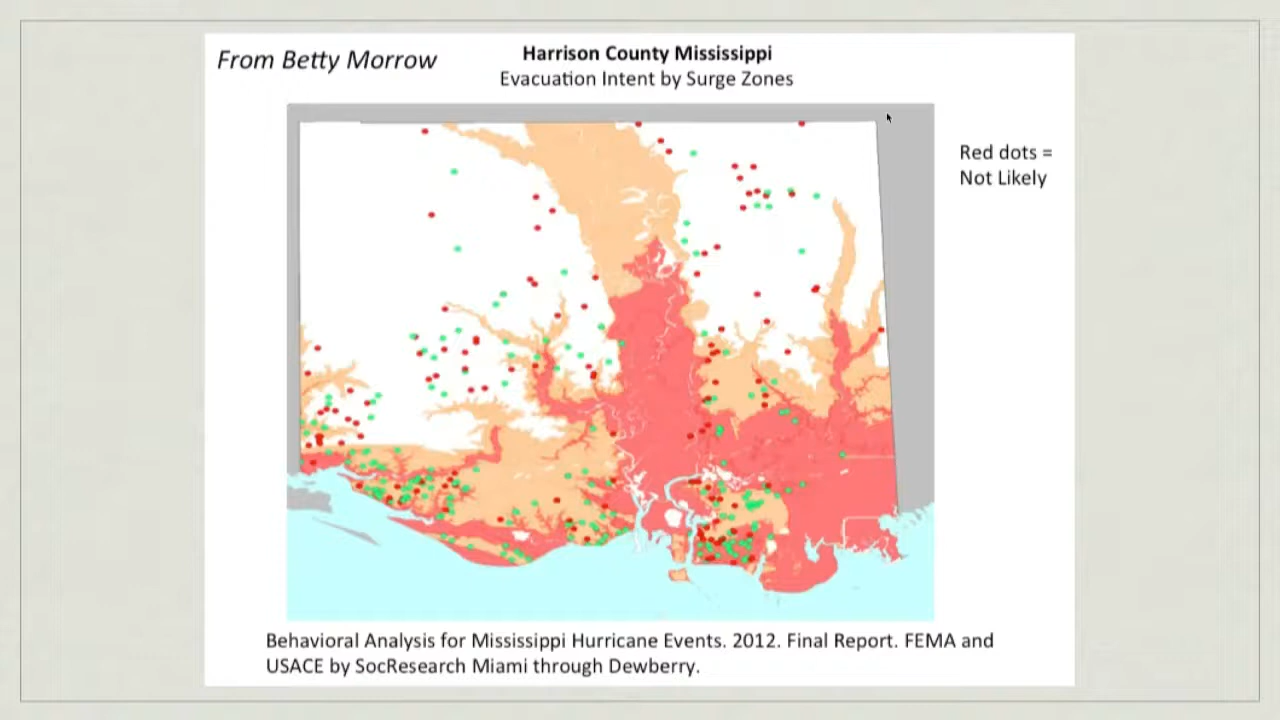 From Betty Morrow
Harrison County Mississippi
Evacuation Intent by Surge Zones
Red dots =
Not Likely
Behavioral Analysis for Mississippi Hurricane Events. 2012. Final Report. FEMA and
USACE by SocResearch Miami through Dewberry.